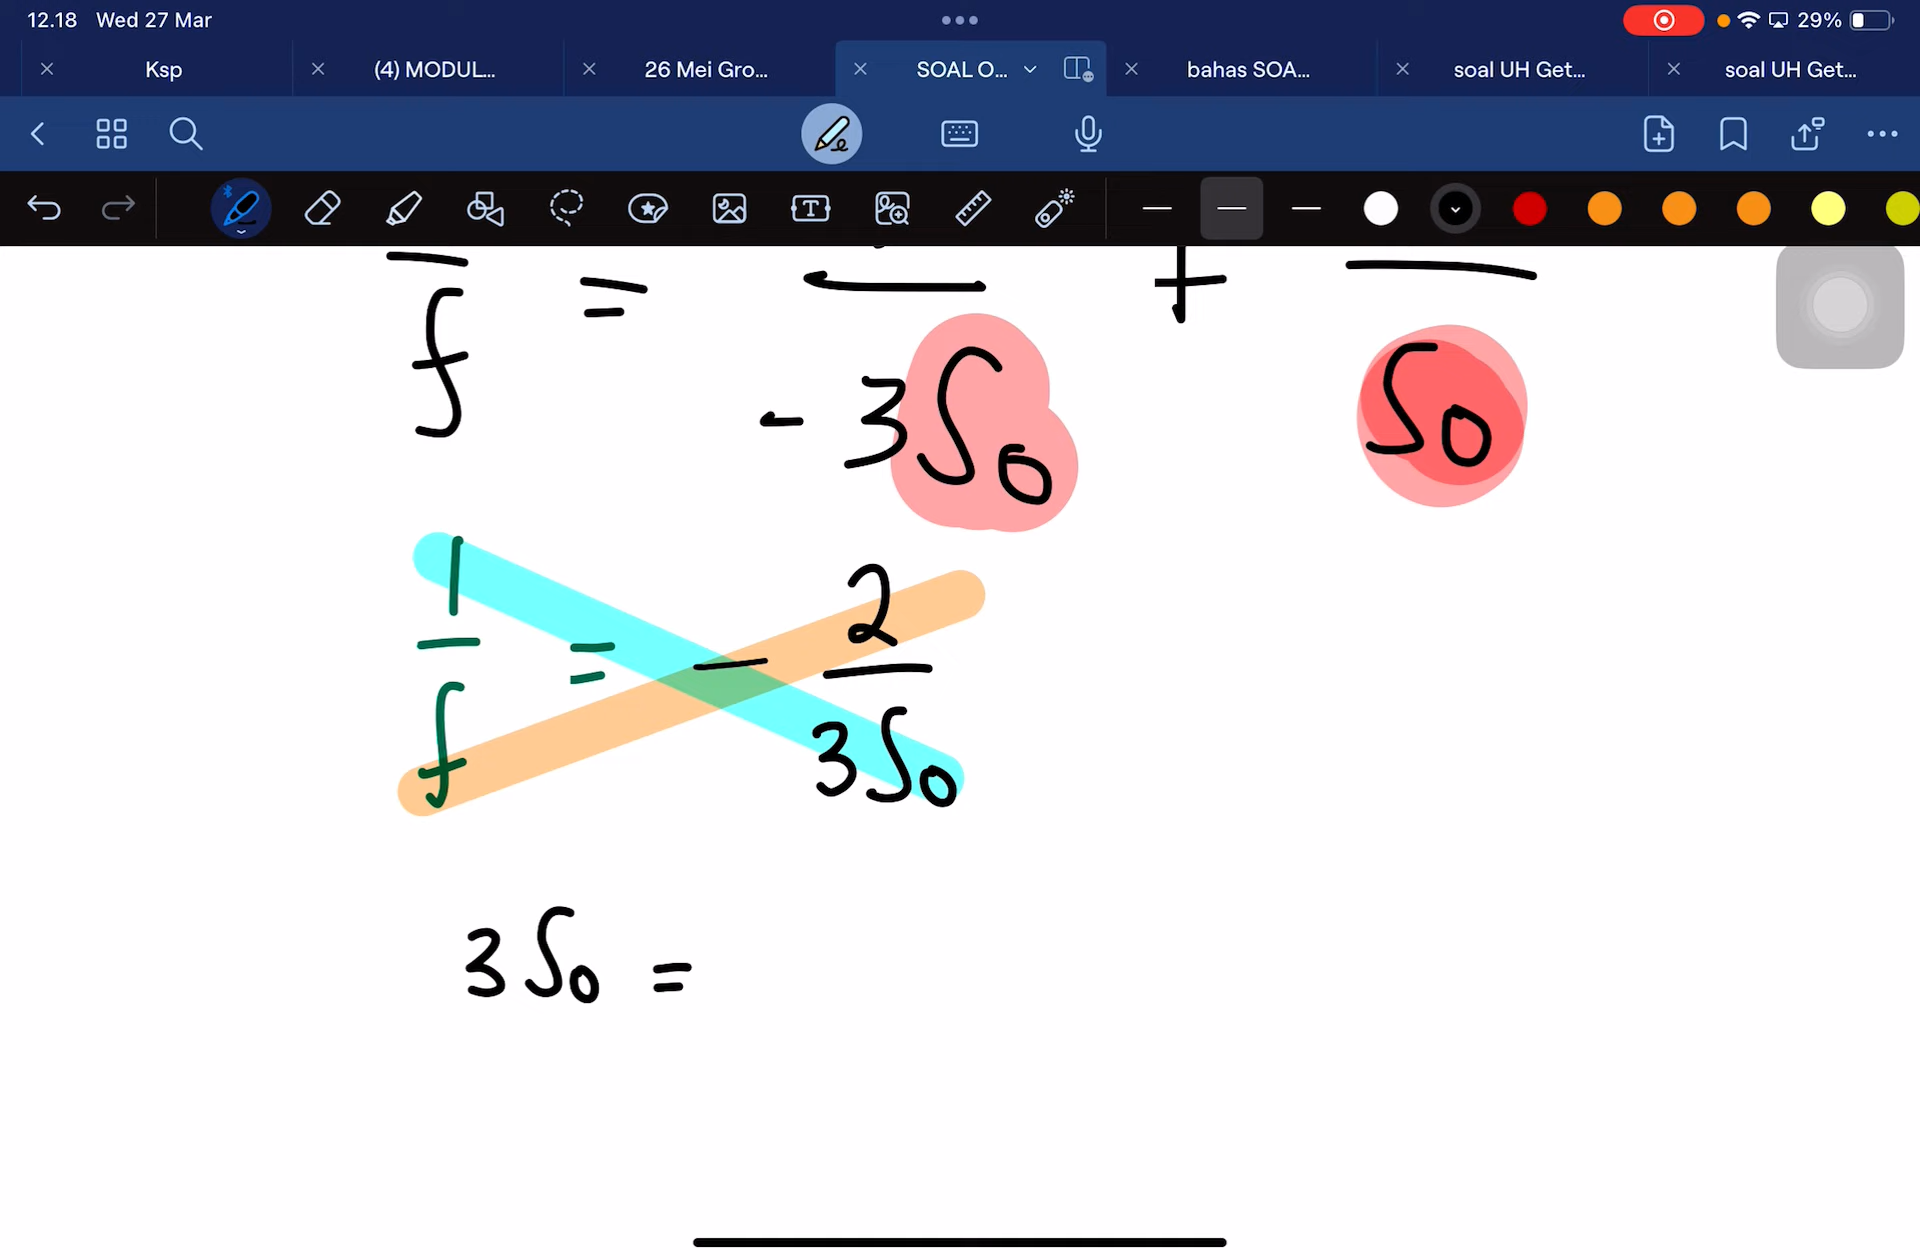 12.18 Wed 27 Mar 29%
Ksp (4) MODUL... 26 Mei Gro... SOAL O... bahas SOA... soal UH Get... soal UH Get...
f = - 3S₀ + S₀
1/f = - 2/3S₀
3S₀ =